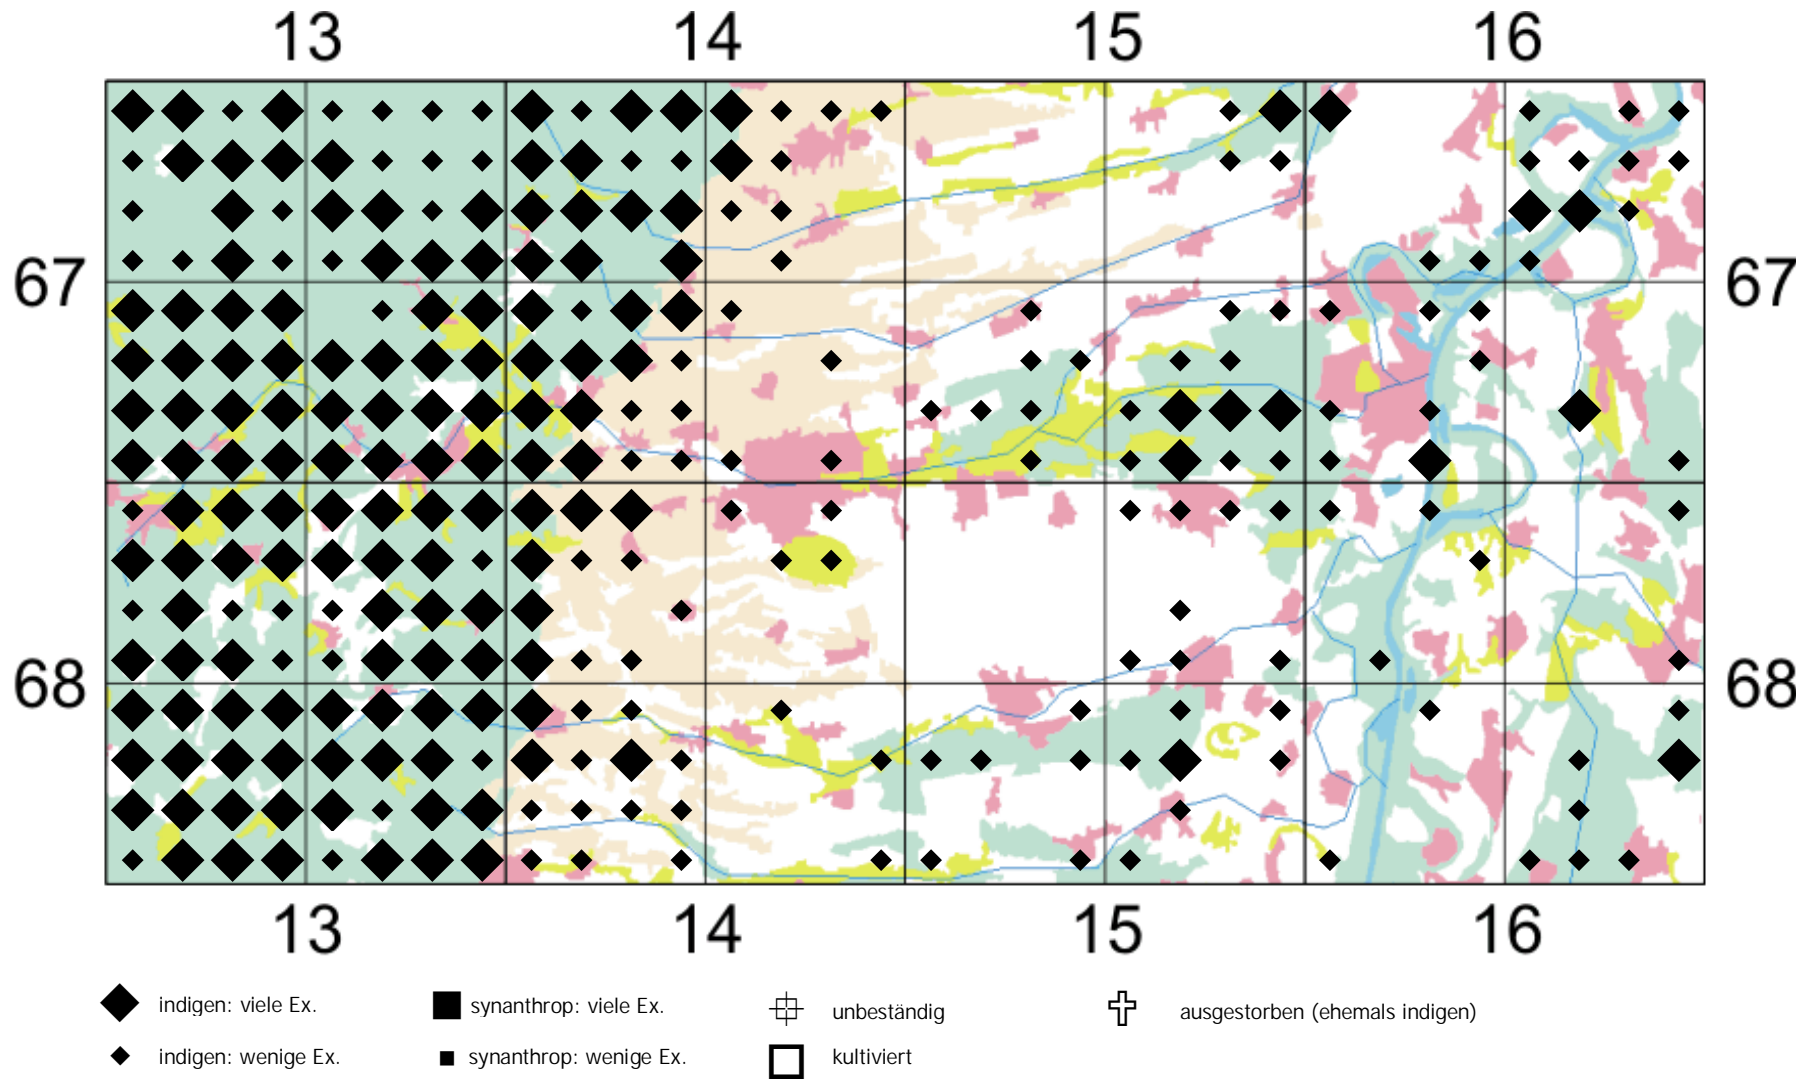 13 14 15 16
67 67
68 68
13 14 15 16
indigen: viele Ex. synanthrop: viele Ex. unbeständig ausgestorben (ehemals indigen)
indigen: wenige Ex. synanthrop: wenige Ex. kultiviert